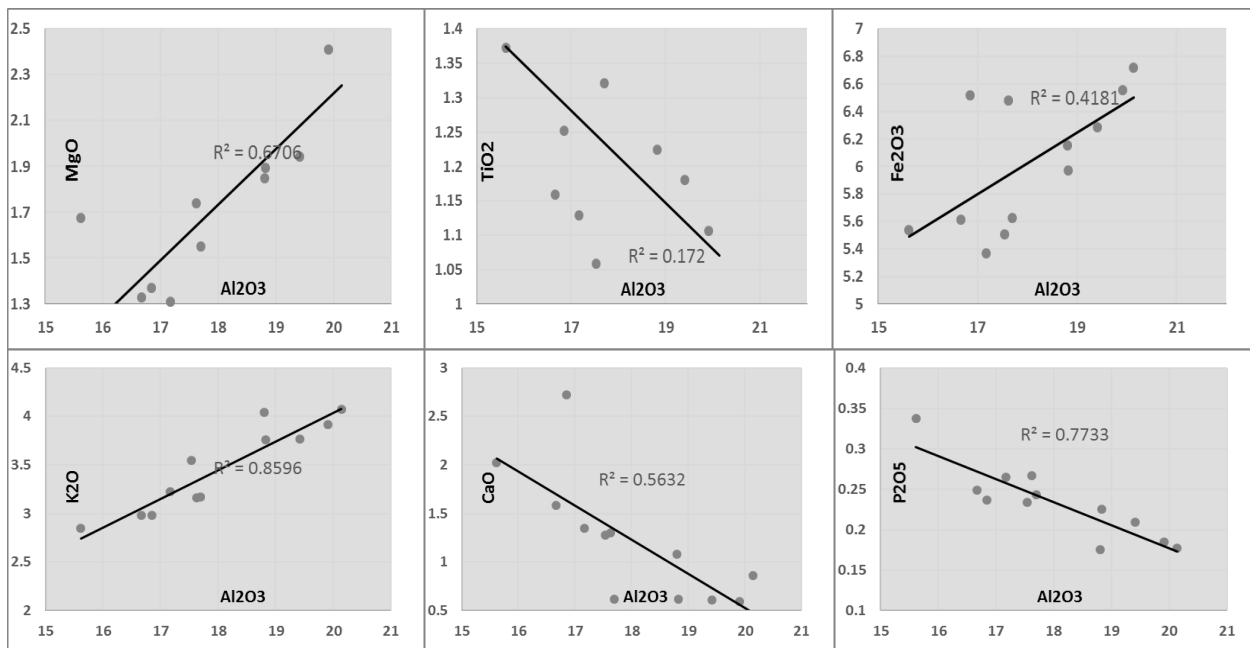 2.5
2.3
2.1
1.9
1.7
1.5
1.3
MgO
R² = 0.6706
Al2O3
15 16 17 18 19 20 21
1.4
1.35
1.3
1.25
1.2
1.15
1.1
1.05
1
TiO2
R² = 0.172
Al2O3
15 17 19 21
7
6.8
6.6
6.4
6.2
6
5.8
5.6
5.4
5.2
5
Fe2O3
R² = 0.4181
Al2O3
15 17 19 21
4.5
4
3.5
3
2.5
2
K2O
R² = 0.8596
Al2O3
15 16 17 18 19 20 21
3
2.5
2
1.5
1
0.5
CaO
R² = 0.5632
Al2O3
15 16 17 18 19 20 21
0.4
0.35
0.3
0.25
0.2
0.15
0.1
P2O5
R² = 0.7733
Al2O3
15 16 17 18 19 20 21